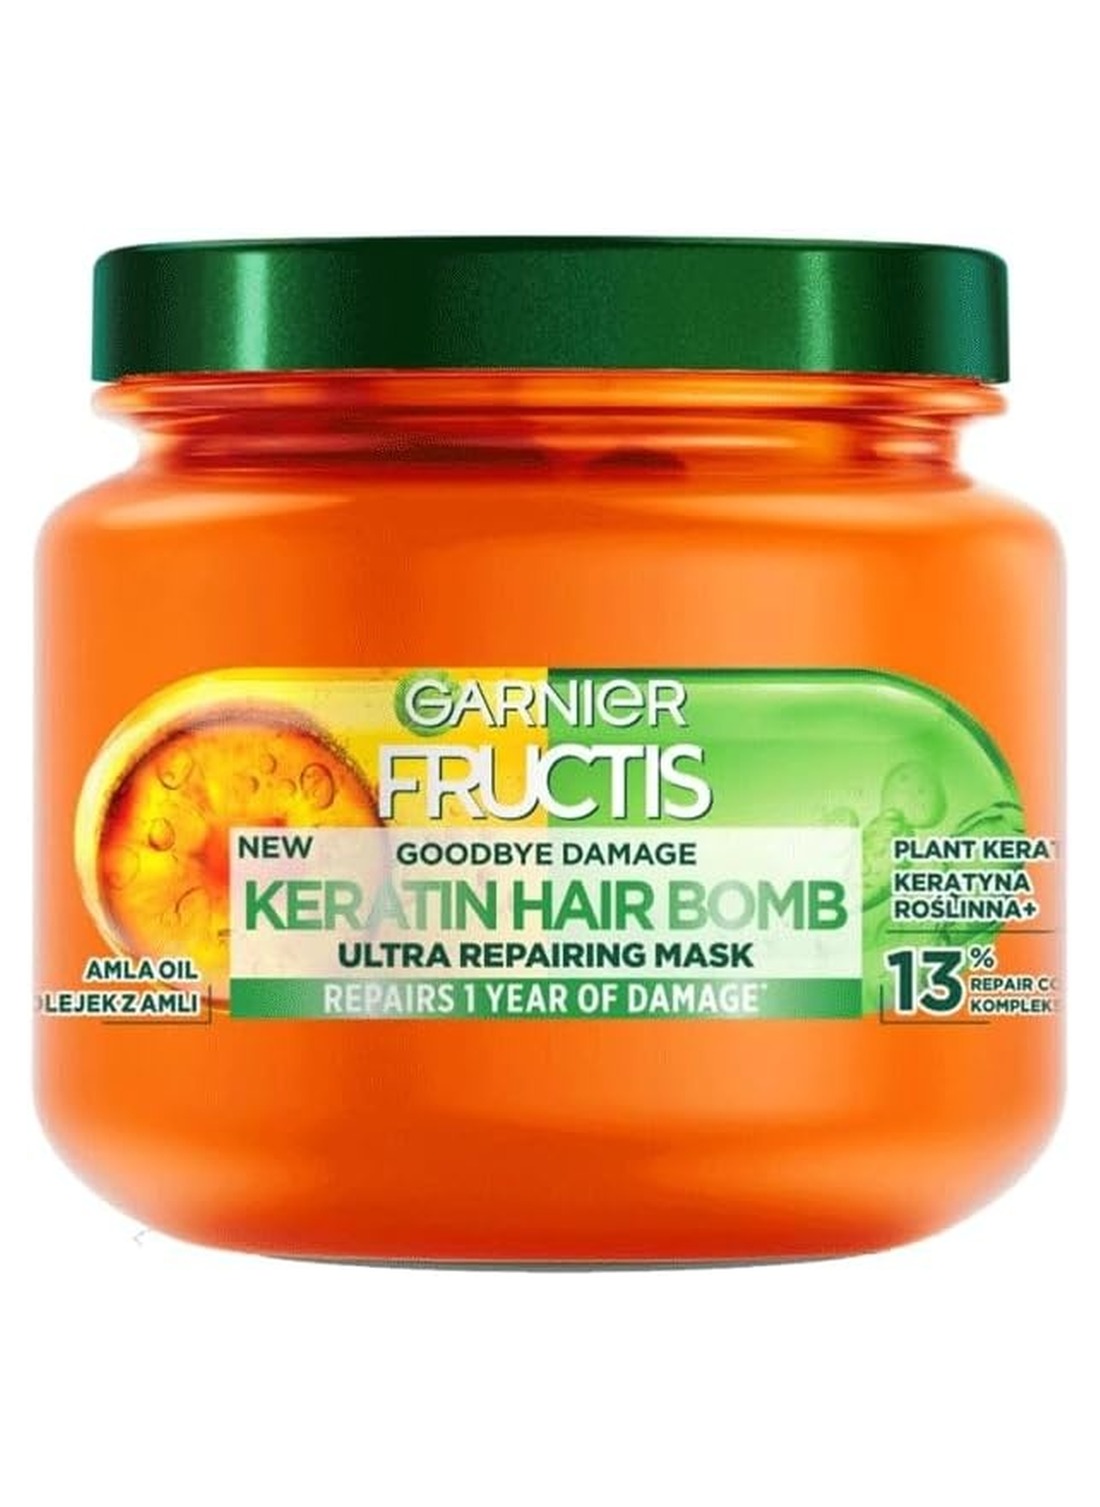 GARNIER
FRUCTIS
NEW
GOODBYE DAMAGE
KERATIN HAIR BOMB
ULTRA REPAIRING MASK
REPAIRS 1 YEAR OF DAMAGE*
AMLA OIL
LEJEK Z AMLI
PLANT KERA
KERATYNA
ROŚLINNA+
13%
REPAIR CO
KOMPLEK